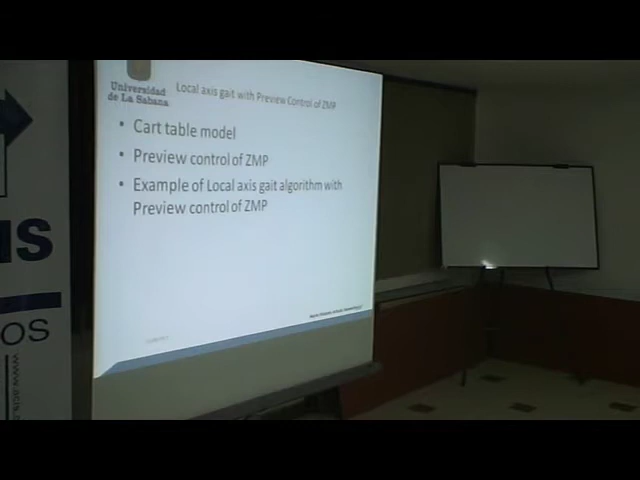 Universidad
de La Sabana
Local axis gait with Preview Control of ZMP
• Cart table model
• Preview control of ZMP
• Example of Local axis gait algorithm with
Preview control of ZMP
IS
OS